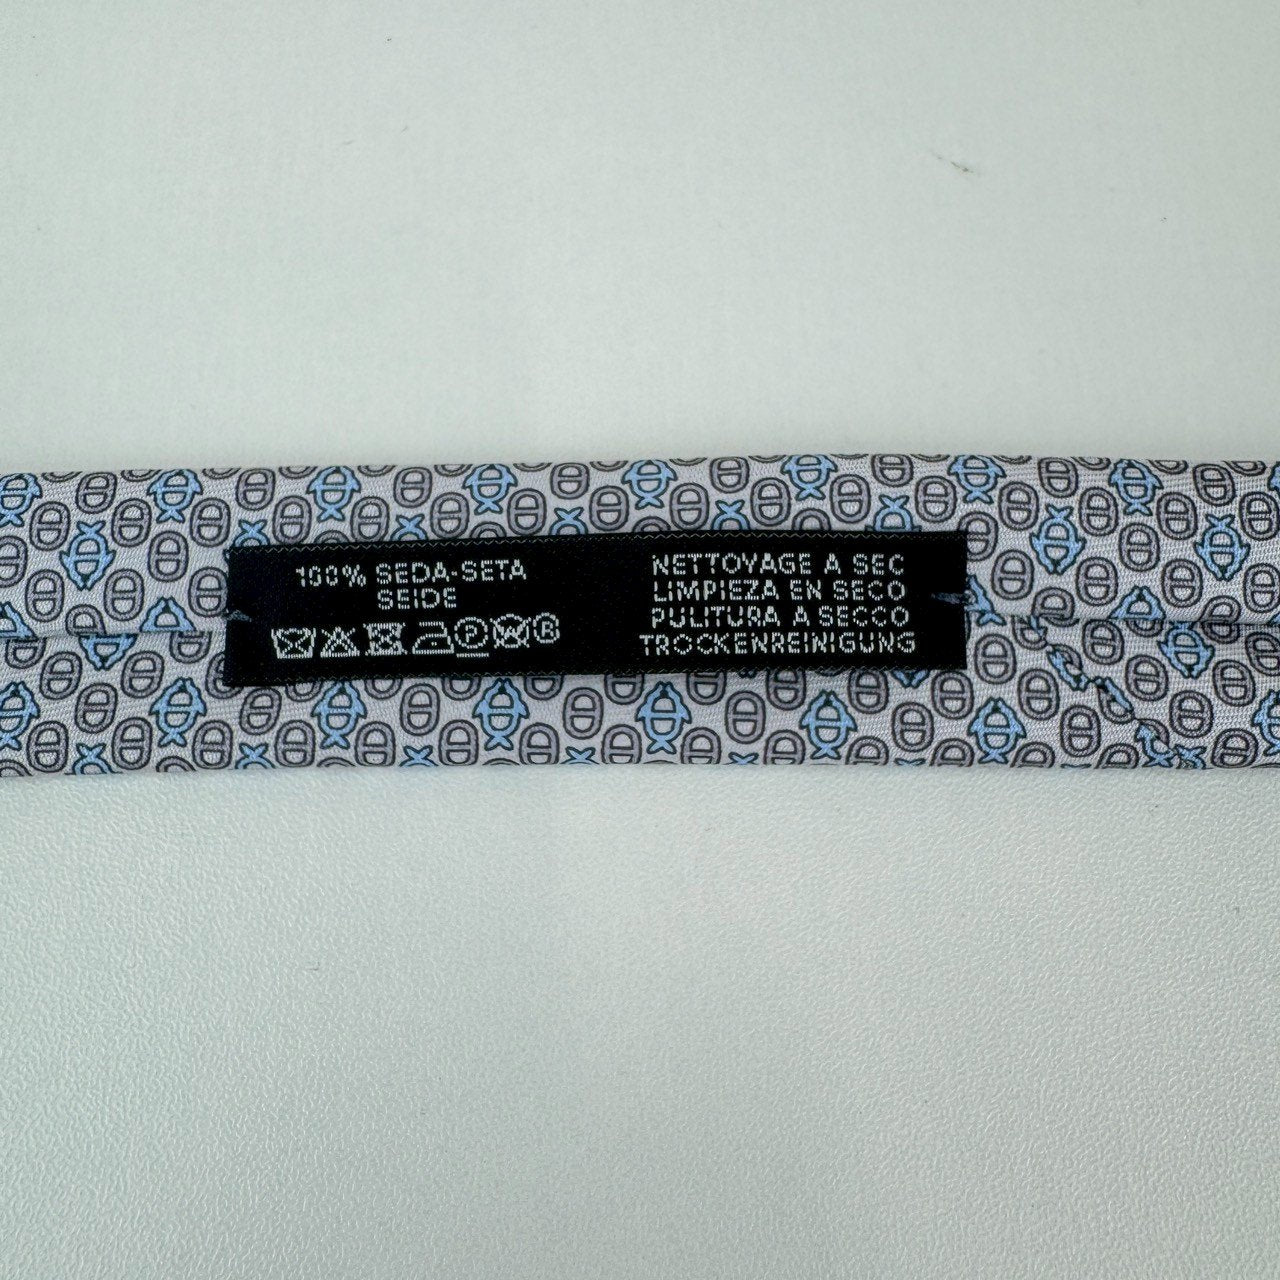 100% SEDA-SETA
SEIDE
P W R
NETTOYAGE A SEC
LIMPIEZA EN SECO
PULITURA A SECCO
TROCKENREINIGUNG